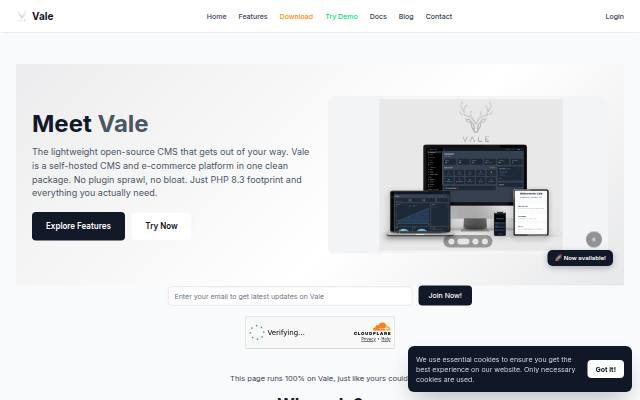 Vale
Home Features Download Try Demo Docs Blog Contact
Login
Meet Vale
The lightweight open-source CMS that gets out of your way. Vale
is a self-hosted CMS and e-commerce platform in one clean
package. No plugin sprawl, no bloat. Just PHP 8.3 footprint and
everything you actually need.
Explore Features
Try Now
VALE
🚀 Now available!
Enter your email to get latest updates on Vale
Join Now!
Verifying...
CLOUDFLARE
Privacy • Help
This page runs 100% on Vale, just like yours could
We use essential cookies to ensure you get the
best experience on our website. Only necessary
cookies are used.
Got it!